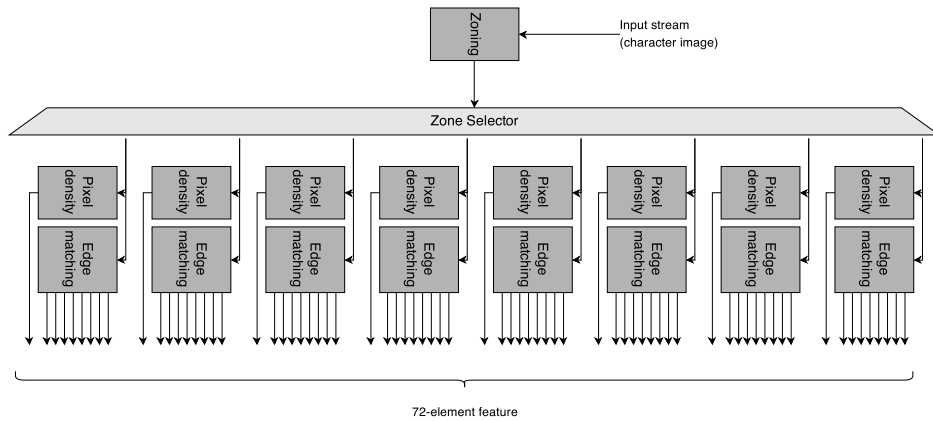 Zoning
Input stream
(character image)
Zone Selector
Pixel
density
Pixel
density
Pixel
density
Pixel
density
Pixel
density
Pixel
density
Pixel
density
Pixel
density
Edge
matching
Edge
matching
Edge
matching
Edge
matching
Edge
matching
Edge
matching
Edge
matching
Edge
matching
72-element feature